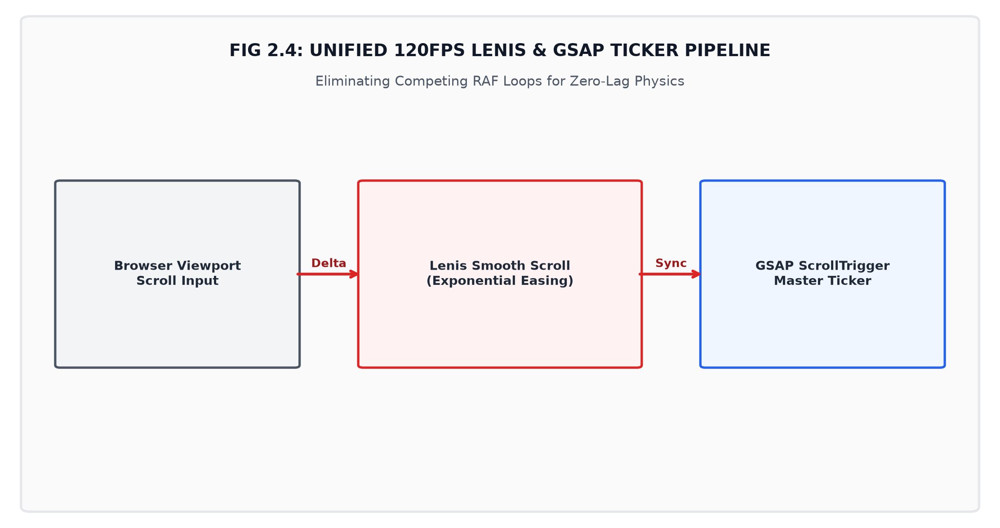 FIG 2.4: UNIFIED 120FPS LENIS & GSAP TICKER PIPELINE
Eliminating Competing RAF Loops for Zero-Lag Physics
Browser Viewport
Scroll Input
Delta
Lenis Smooth Scroll
(Exponential Easing)
Sync
GSAP ScrollTrigger
Master Ticker